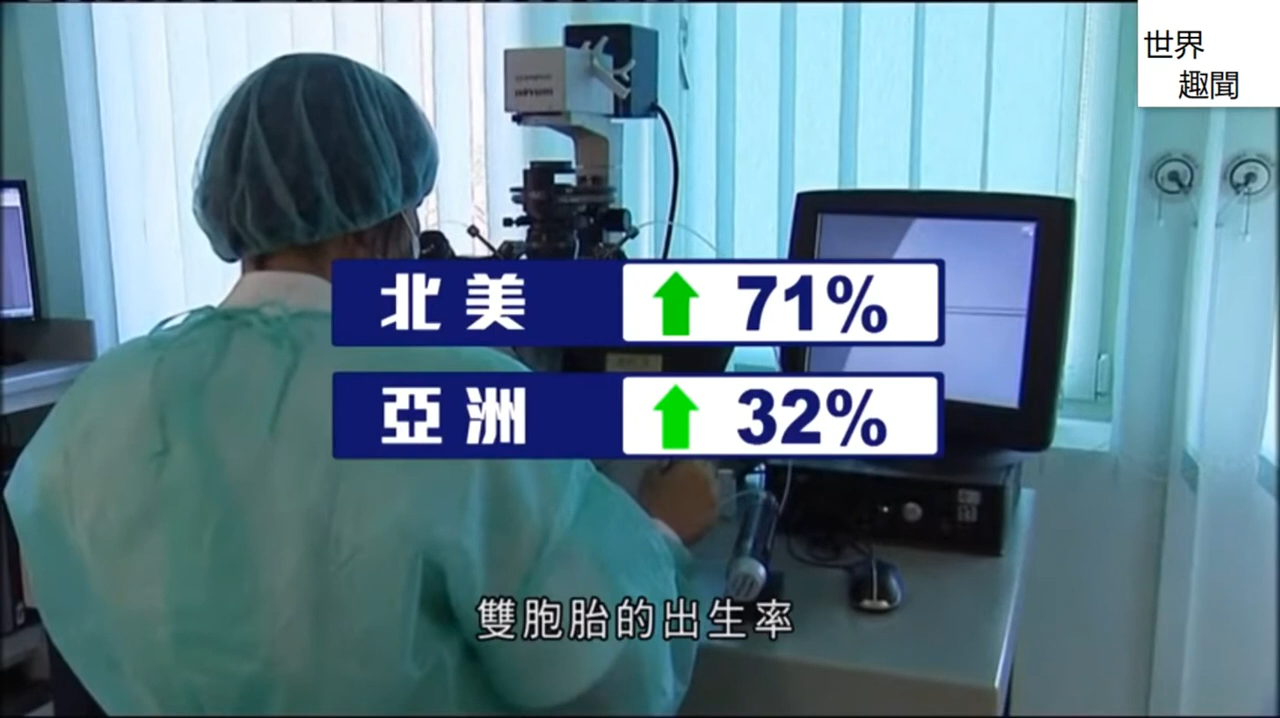 世界
趣聞
北美 71%
亞洲 32%
雙胞胎的出生率